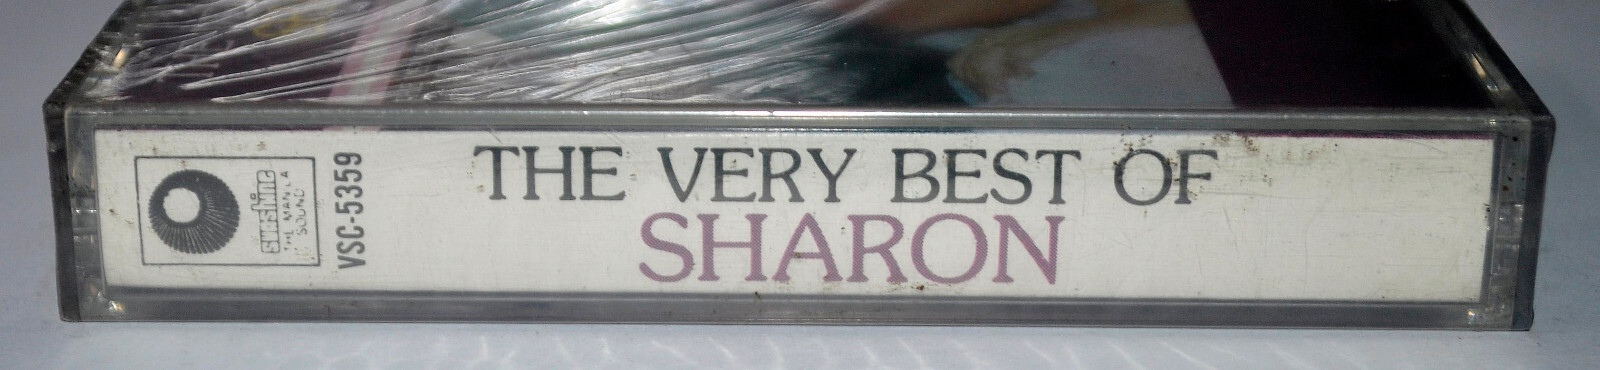 sunshine
THE MANILA
SOUND
VSC-5359
THE VERY BEST OF
SHARON